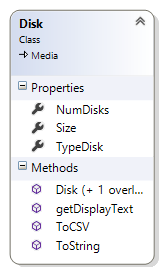 Disk
Class
Media
Properties
NumDisks
Size
TypeDisk
Methods
Disk (+ 1 overl...
getDisplayText
ToCSV
ToString